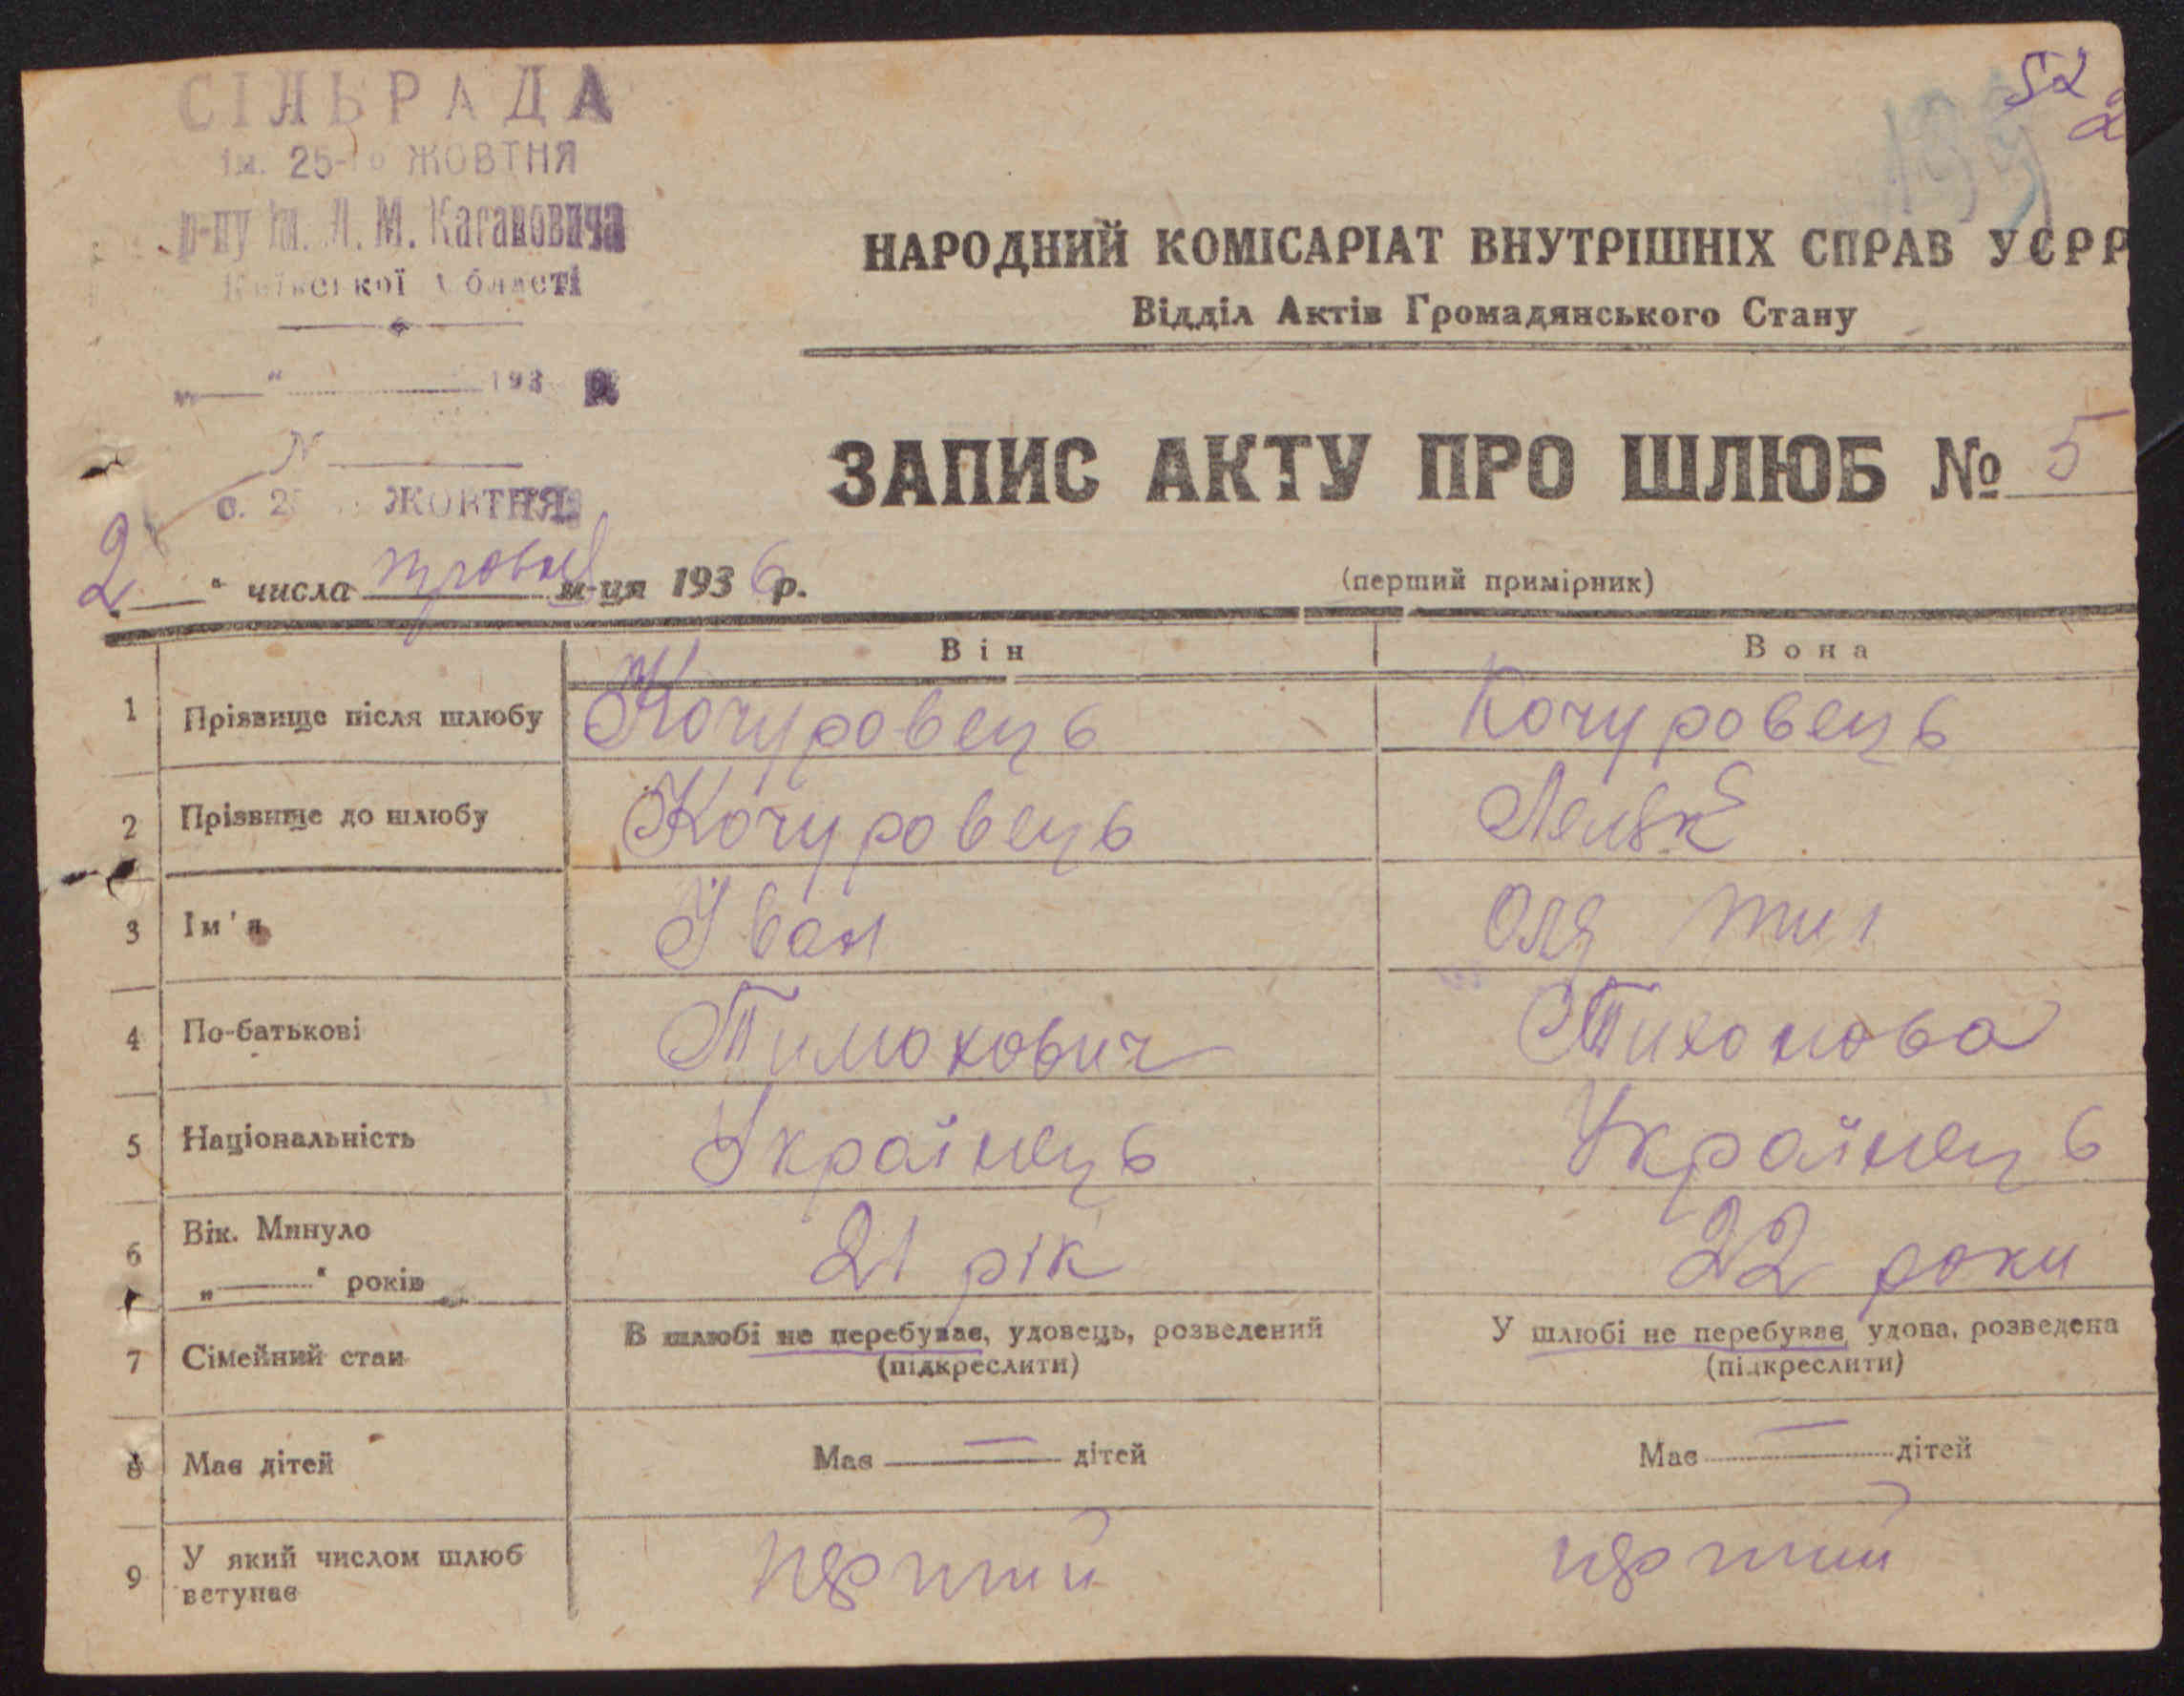 СІЛЬРАДА
ім. 25-го ЖОВТНЯ
р-ну ім. Л. М. Кагановича
Київської області
„ “ 193 р.
N
с. 25 ЖОВТНЯ
52
НАРОДНИЙ КОМІСАРІАТ ВНУТРІШНІХ СПРАВ УСРР
Відділ Актів Громадянського Стану
ЗАПИС АКТУ ПРО ШЛЮБ № 5
2 “ числа травня м-ця 1936 р.
(перший примірник)
Він Вона
1 Прізвище після шлюбу Кочуровець Кочуровець
2 Прізвище до шлюбу Кочуровець
3 Ім'я Іван Оля
4 По-батькові Тимохович Тихонова
5 Національність Українець Українець
6 Вік. Минуло
„ “ років 21 рік 22 роки
7 Сімейний стан В шлюбі не перебуває, удовець, розведений У шлюбі не перебуває, удова, розведена
(підкреслити) (підкреслити)
8 Має дітей Має — дітей Має — дітей
9 У який числом шлюб
вступає перший перший